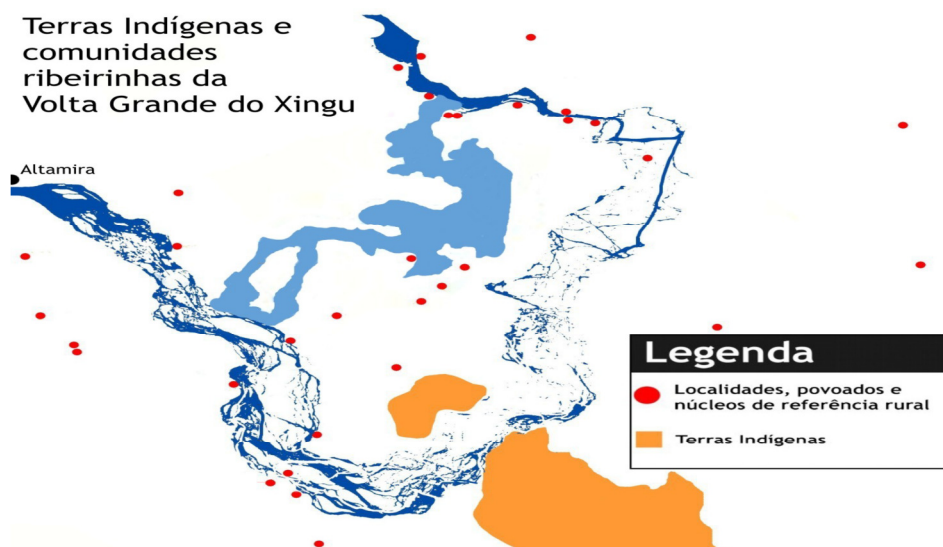 Terras Indígenas e
comunidades
ribeirinhas da
Volta Grande do Xingu
Altamira
Legenda
Localidades, povoados e
núcleos de referência rural
Terras Indígenas